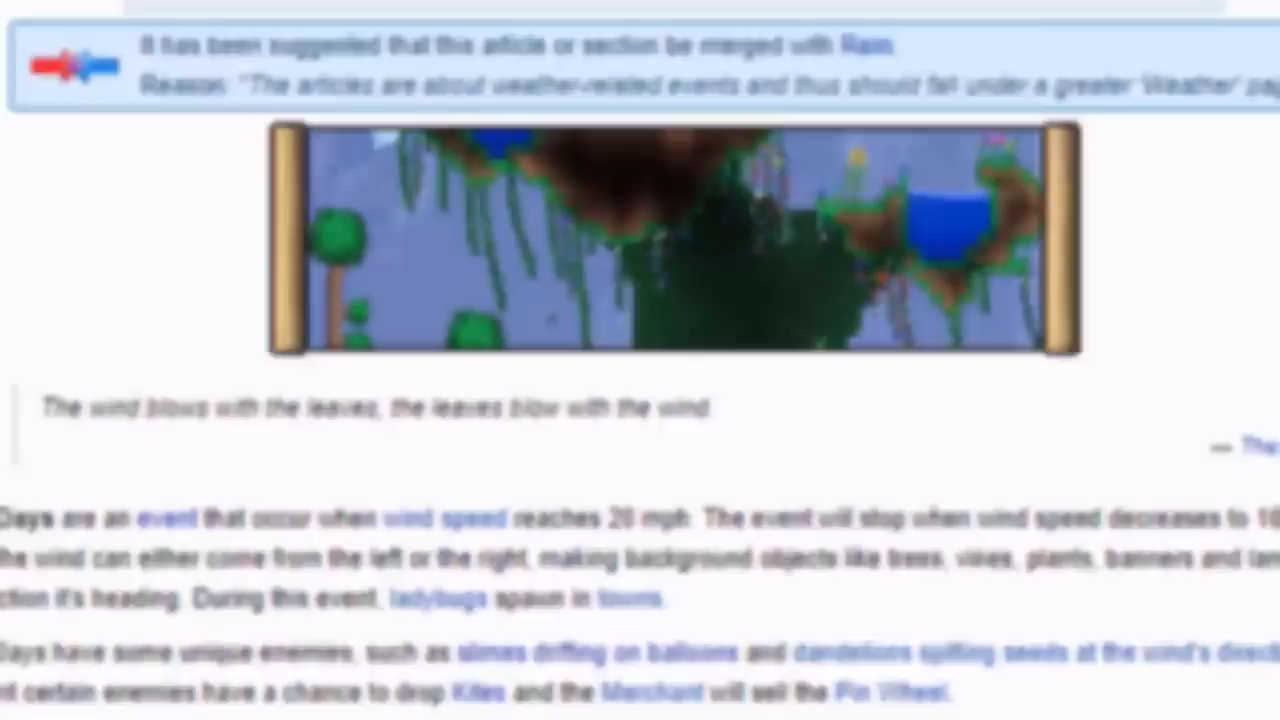 It has been suggested that this article or section be merged with Rain.
Reason: "The articles are about weather-related events and thus should fall under a greater 'Weather'
The wind blows with the leaves, the leaves blow with the wind.
— The
Days are an event that occur when wind speed reaches 20 mph. The event will stop when wind speed decreases to
the wind can either come from the left or the right, making background objects like trees, vines, plants, banners and
ction it's heading. During this event, ladybugs spawn in towns.
Days have some unique enemies, such as slimes drifting on balloons and dandelions spitting seeds at the wind's
certain enemies have a chance to drop Kites and the Merchant will sell the Pin Wheel.